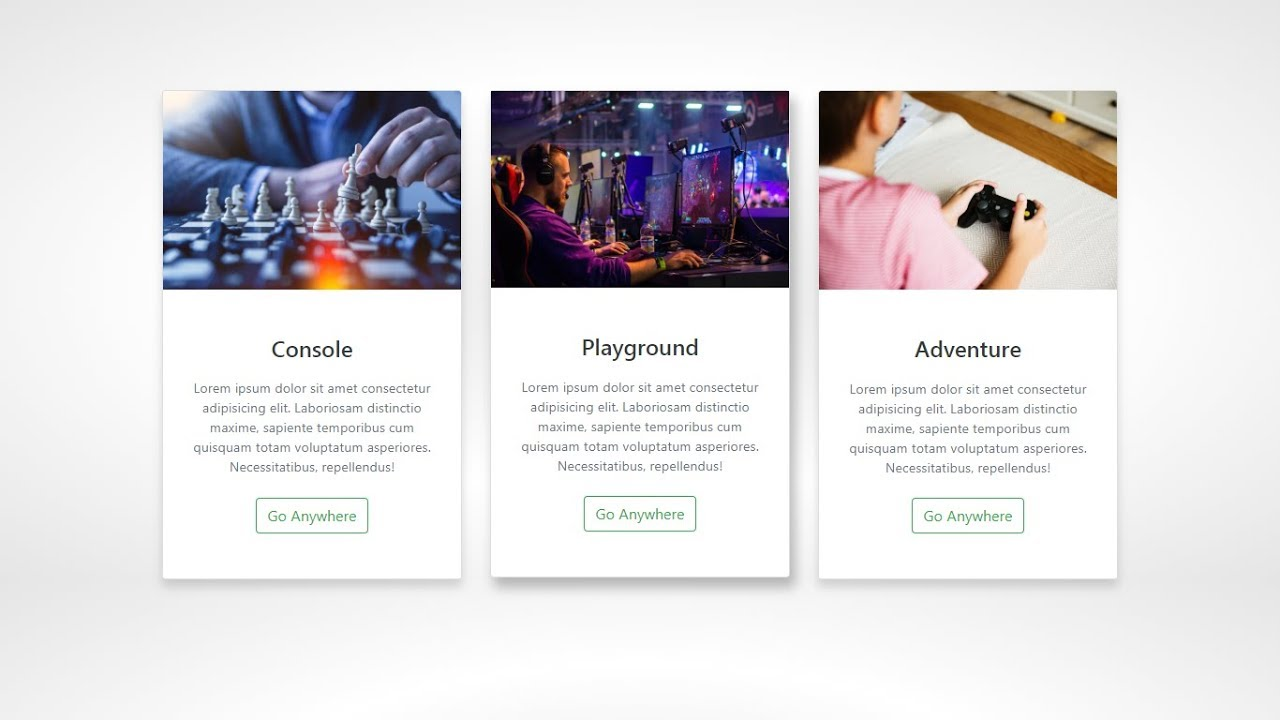 Console
Lorem ipsum dolor sit amet consectetur
adipisicing elit. Laboriosam distinctio
maxime, sapiente temporibus cum
quisquam totam voluptatum asperiores.
Necessitatibus, repellendus!
Go Anywhere
Playground
Lorem ipsum dolor sit amet consectetur
adipisicing elit. Laboriosam distinctio
maxime, sapiente temporibus cum
quisquam totam voluptatum asperiores.
Necessitatibus, repellendus!
Go Anywhere
Adventure
Lorem ipsum dolor sit amet consectetur
adipisicing elit. Laboriosam distinctio
maxime, sapiente temporibus cum
quisquam totam voluptatum asperiores.
Necessitatibus, repellendus!
Go Anywhere